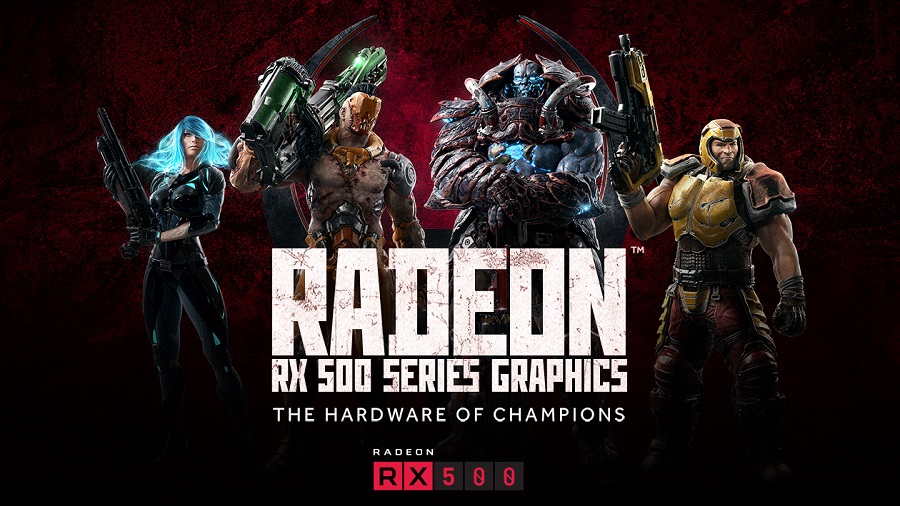 RADEON™
RX 500 SERIES GRAPHICS
THE HARDWARE OF CHAMPIONS
RADEON
RX 500